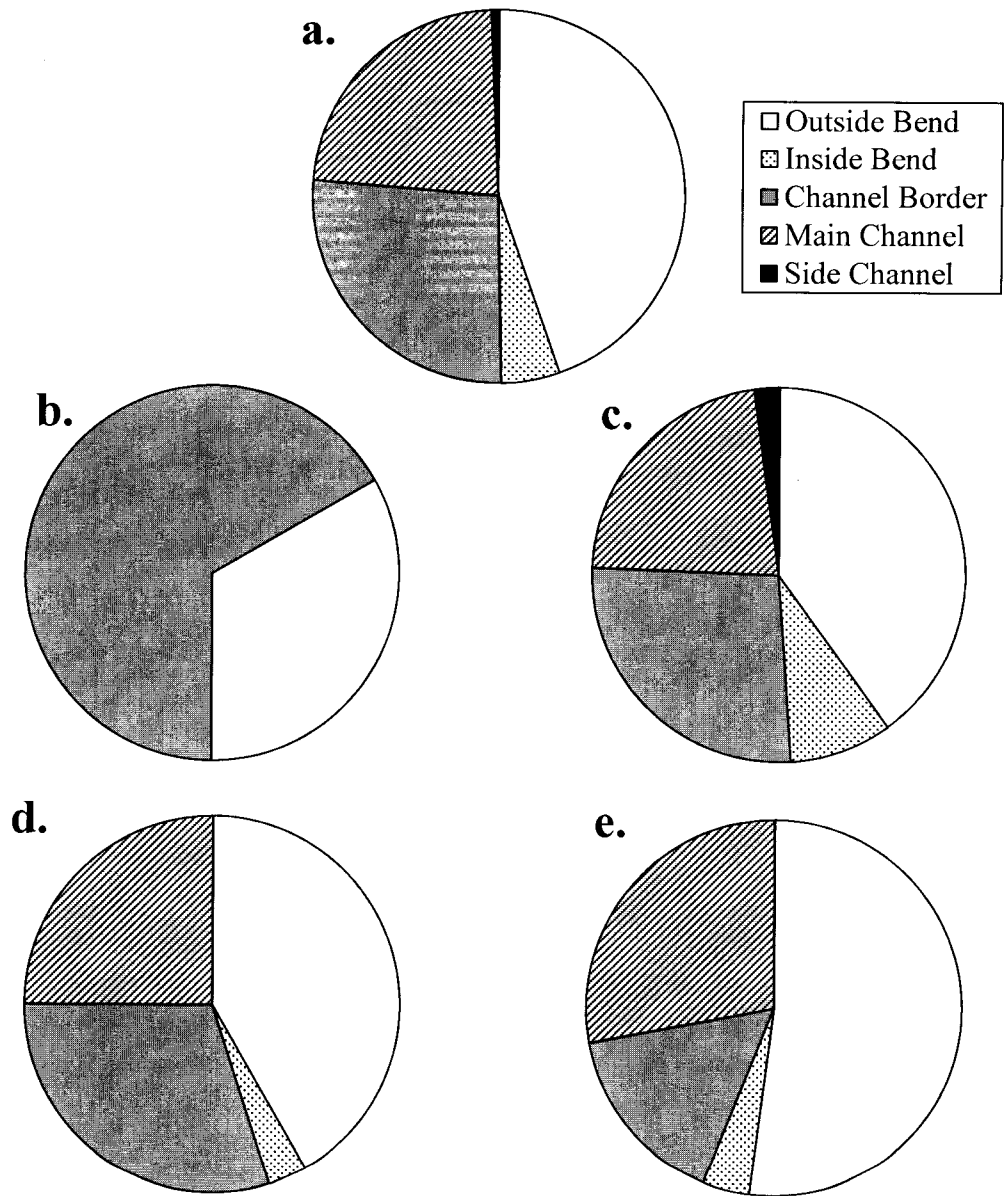 a.
Outside Bend
Inside Bend
Channel Border
Main Channel
Side Channel
b.
c.
d.
e.